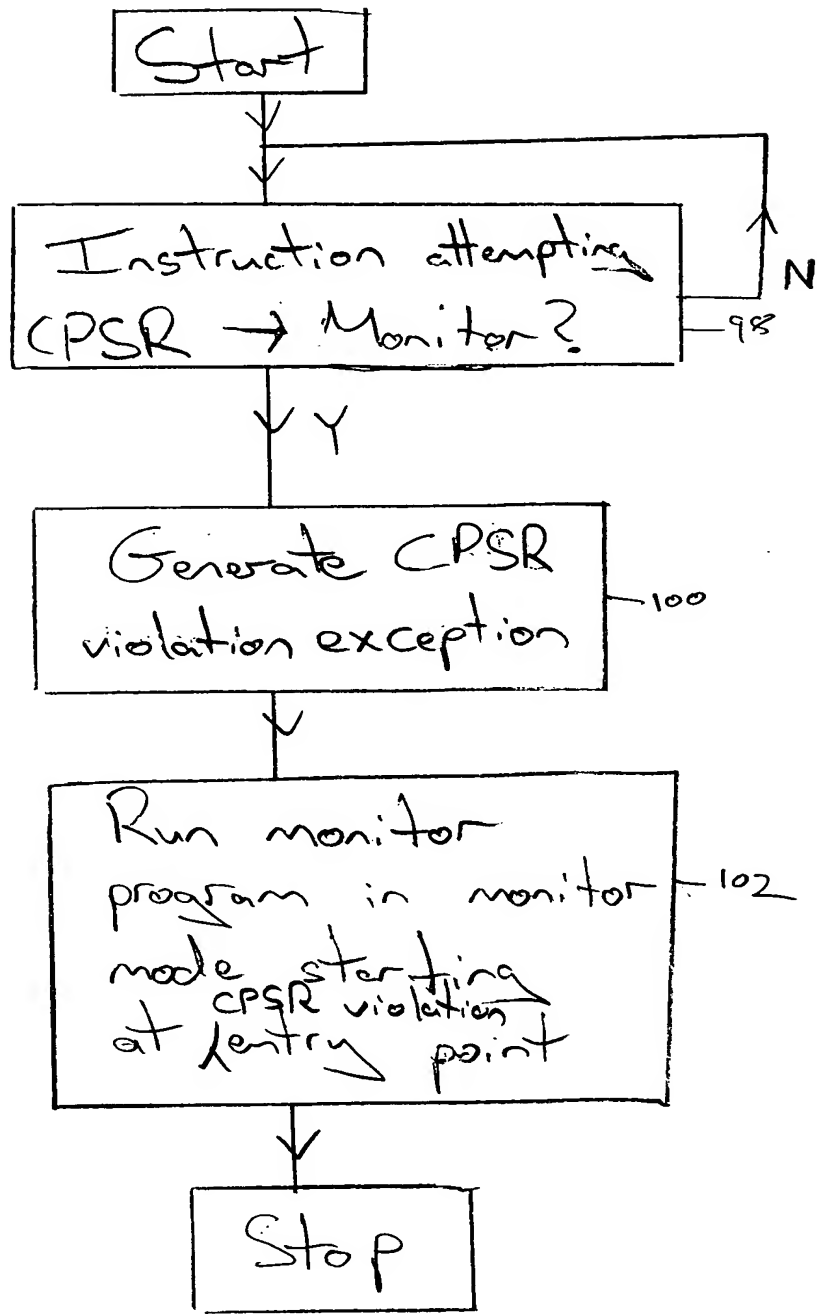 Start
Instruction attempting
CPSR → Monitor?
N
98
Y
Generate CPSR
violation exception
100
Run monitor
program in monitor
102
mode starting
CPSR violation
at entry point
Stop